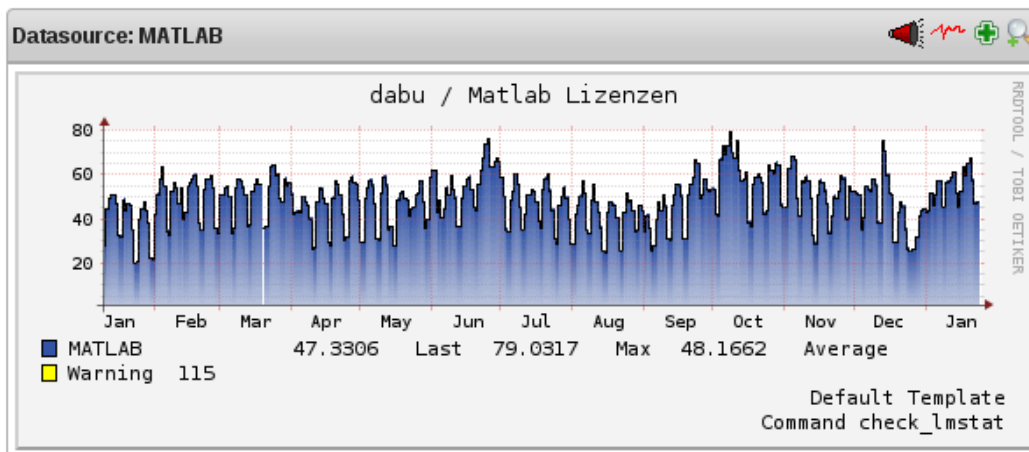 Datasource: MATLAB
dabu / Matlab Lizenzen
80
60
40
20
Jan Feb Mar Apr May Jun Jul Aug Sep Oct Nov Dec Jan
MATLAB 47.3306 Last 79.0317 Max 48.1662 Average
Warning 115
Default Template
Command check_lmstat
RRDTOOL / TOBI OETIKER